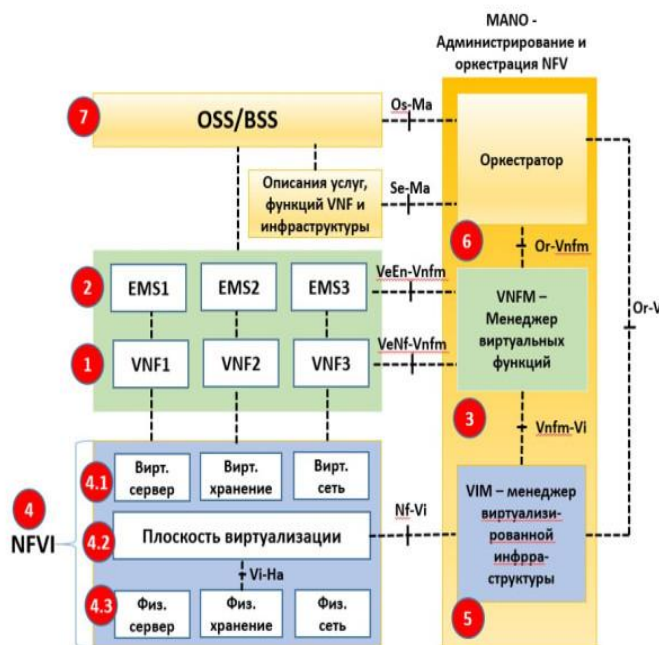 MANO -
Администрирование и
оркестрация NFV
7
OSS/BSS
Os-Ma
Оркестратор
Описания услуг,
функций VNF и
инфраструктуры
Se-Ma
6
Or-Vnfm
2
EMS1
EMS2
EMS3
VeEn-Vnfm
VNFM –
Менеджер
виртуальных
функций
Or-V
1
VNF1
VNF2
VNF3
VeNf-Vnfm
3
Vnfm-Vi
4
NFVI
4.1
Вирт.
сервер
Вирт.
хранение
Вирт.
сеть
4.2
Плоскость виртуализации
Nf-Vi
VIM – менеджер
виртуализи-
рованной
инфрра-
структуры
Vi-Ha
4.3
Физ.
сервер
Физ.
хранение
Физ.
сеть
5